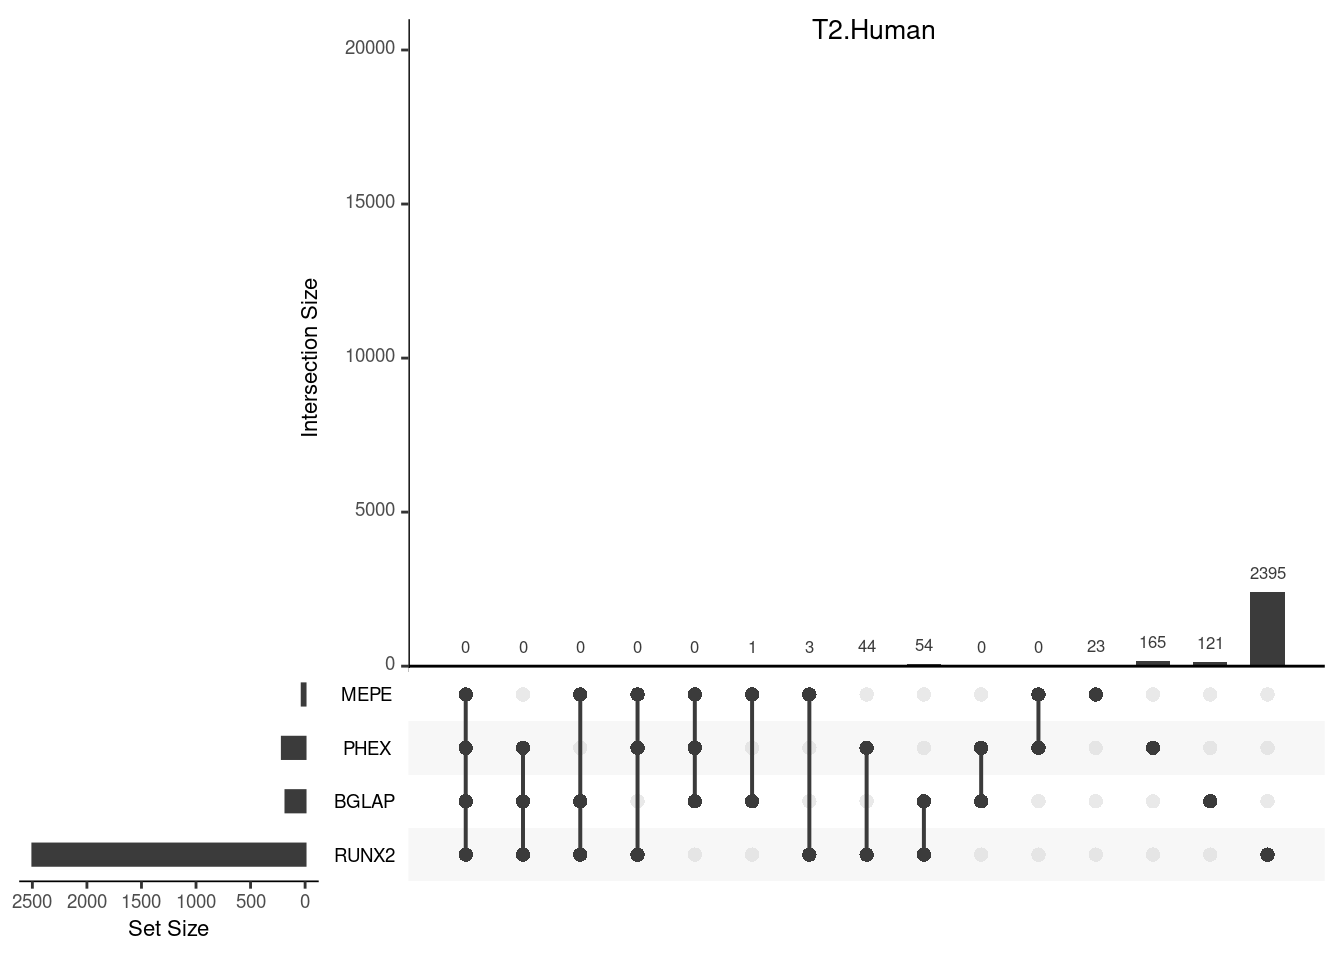 T2.Human
20000
15000
10000
5000
0
Intersection Size
0 0 0 0 0 1 3 44 54 0 0 23 165 121 2395
MEPE
PHEX
BGLAP
RUNX2
2500 2000 1500 1000 500 0
Set Size